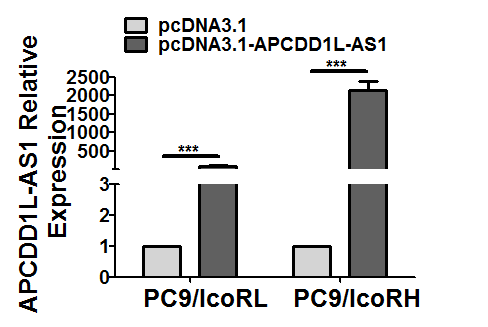 pcDNA3.1
pcDNA3.1-APCDD1L-AS1
APCDD1L-AS1 Relative
Expression
2500
2000
1500
1000
500
3
2
1
0
***
***
PC9/IcoRL
PC9/IcoRH